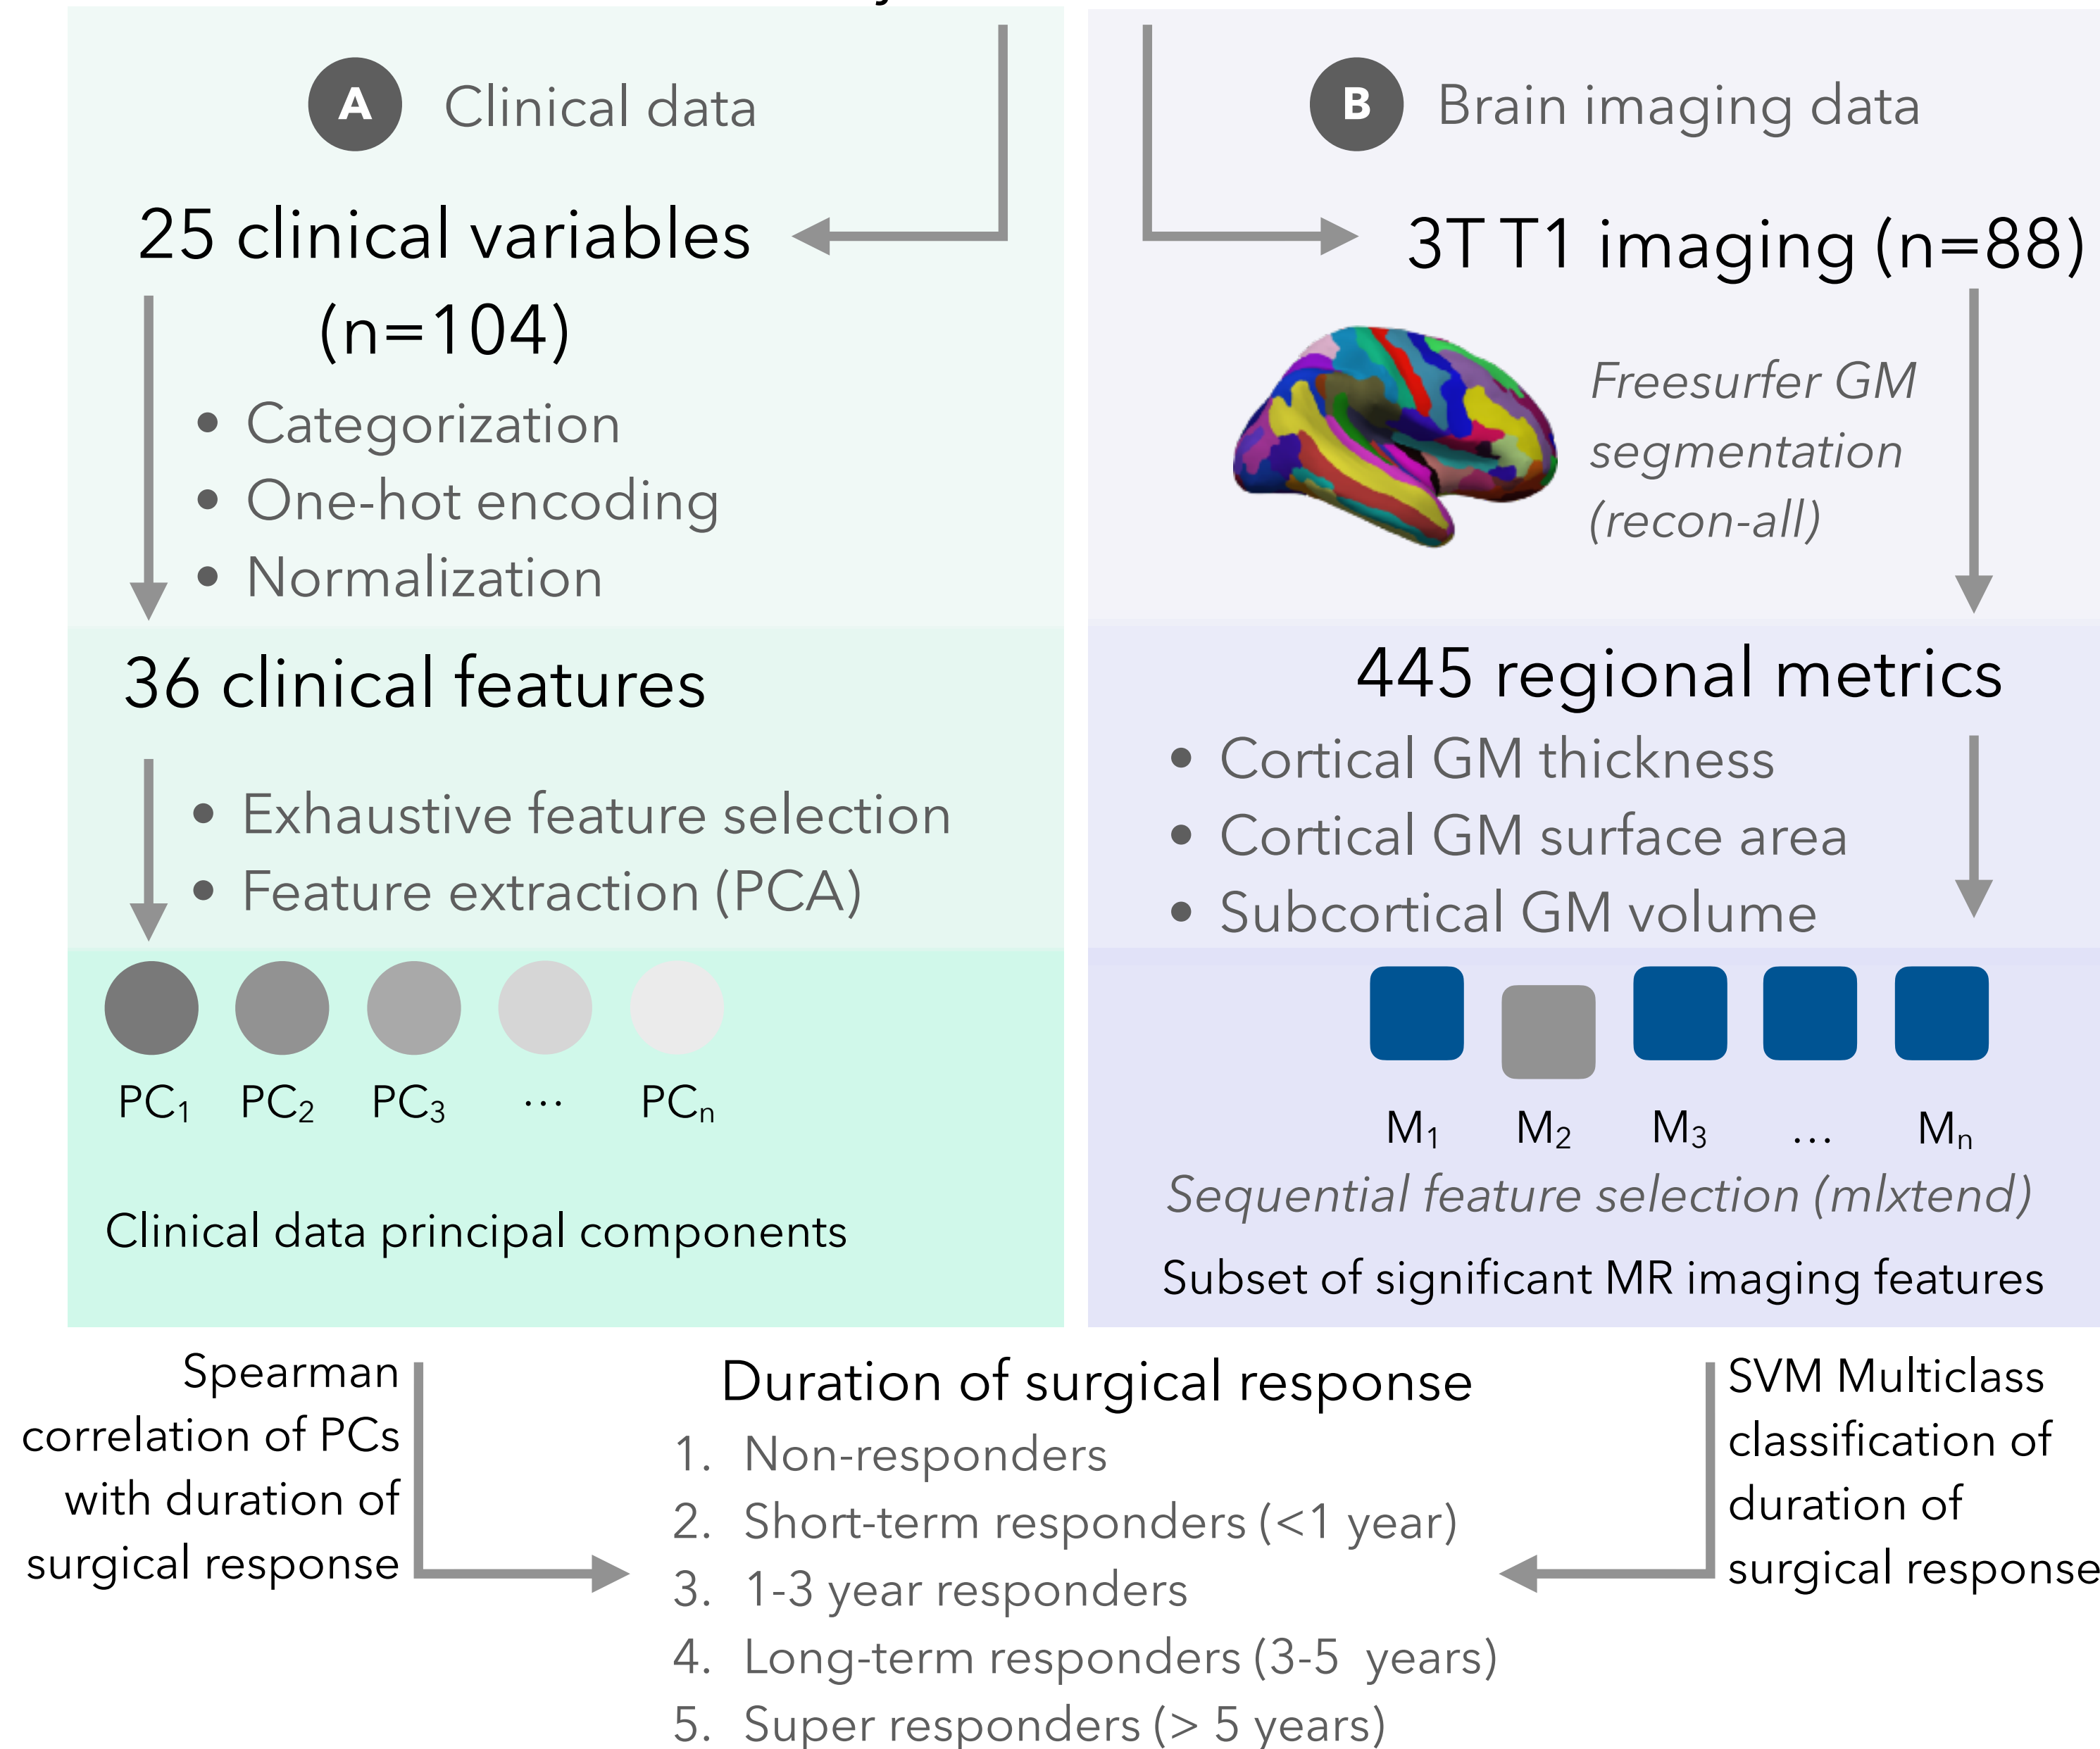 A Clinical data
25 clinical variables
(n=104)
• Categorization
• One-hot encoding
• Normalization
36 clinical features
• Exhaustive feature selection
• Feature extraction (PCA)
PC1 PC2 PC3 ... PCn
Clinical data principal components
B Brain imaging data
3T T1 imaging (n=88)
Freesurfer GM
segmentation
(recon-all)
445 regional metrics
• Cortical GM thickness
• Cortical GM surface area
• Subcortical GM volume
M1 M2 M3 ... Mn
Sequential feature selection (mlxtend)
Subset of significant MR imaging features
Spearman
correlation of PCs
with duration of
surgical response
Duration of surgical response
1. Non-responders
2. Short-term responders (<1 year)
3. 1-3 year responders
4. Long-term responders (3-5 years)
5. Super responders (> 5 years)
SVM Multiclass
classification of
duration of
surgical response